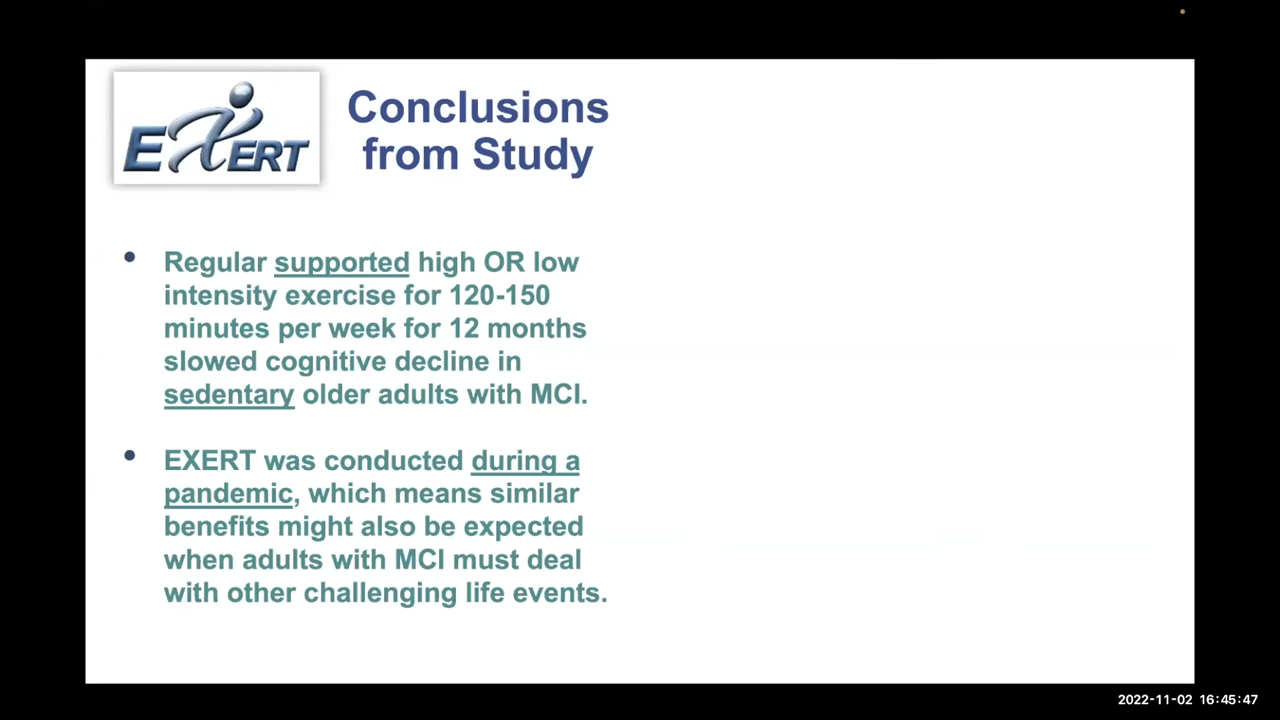 EXERT
Conclusions
from Study
• Regular supported high OR low
intensity exercise for 120-150
minutes per week for 12 months
slowed cognitive decline in
sedentary older adults with MCI.
• EXERT was conducted during a
pandemic, which means similar
benefits might also be expected
when adults with MCI must deal
with other challenging life events.
2022-11-02 16:45:47